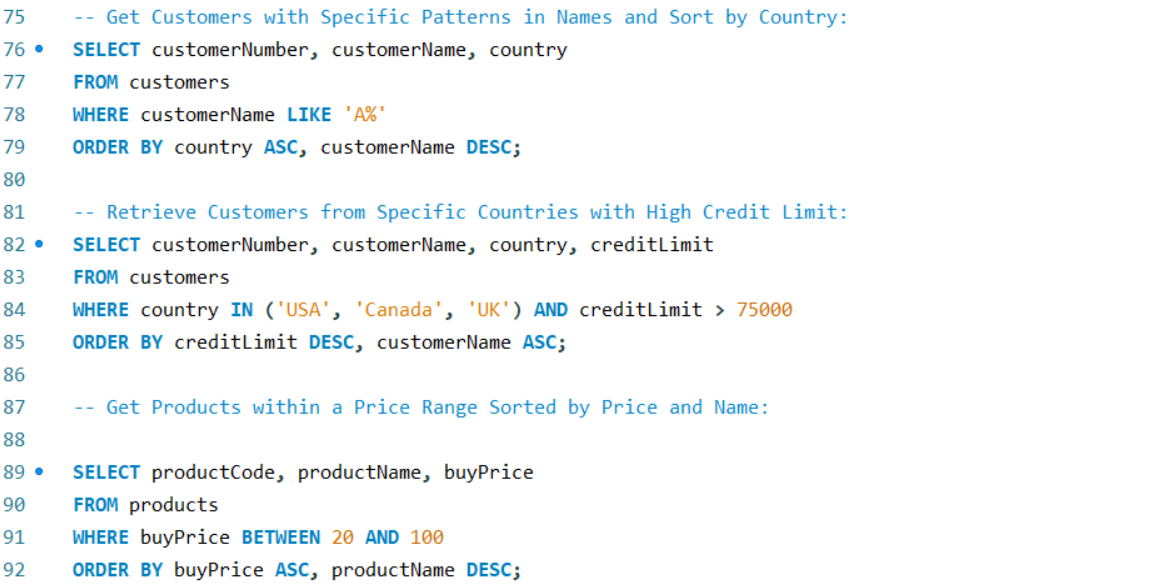 75 -- Get Customers with Specific Patterns in Names and Sort by Country:
76 SELECT customerNumber, customerName, country
77 FROM customers
78 WHERE customerName LIKE 'A%'
79 ORDER BY country ASC, customerName DESC;
80
81 -- Retrieve Customers from Specific Countries with High Credit Limit:
82 SELECT customerNumber, customerName, country, creditLimit
83 FROM customers
84 WHERE country IN ('USA', 'Canada', 'UK') AND creditLimit > 75000
85 ORDER BY creditLimit DESC, customerName ASC;
86
87 -- Get Products within a Price Range Sorted by Price and Name:
88
89 SELECT productCode, productName, buyPrice
90 FROM products
91 WHERE buyPrice BETWEEN 20 AND 100
92 ORDER BY buyPrice ASC, productName DESC;